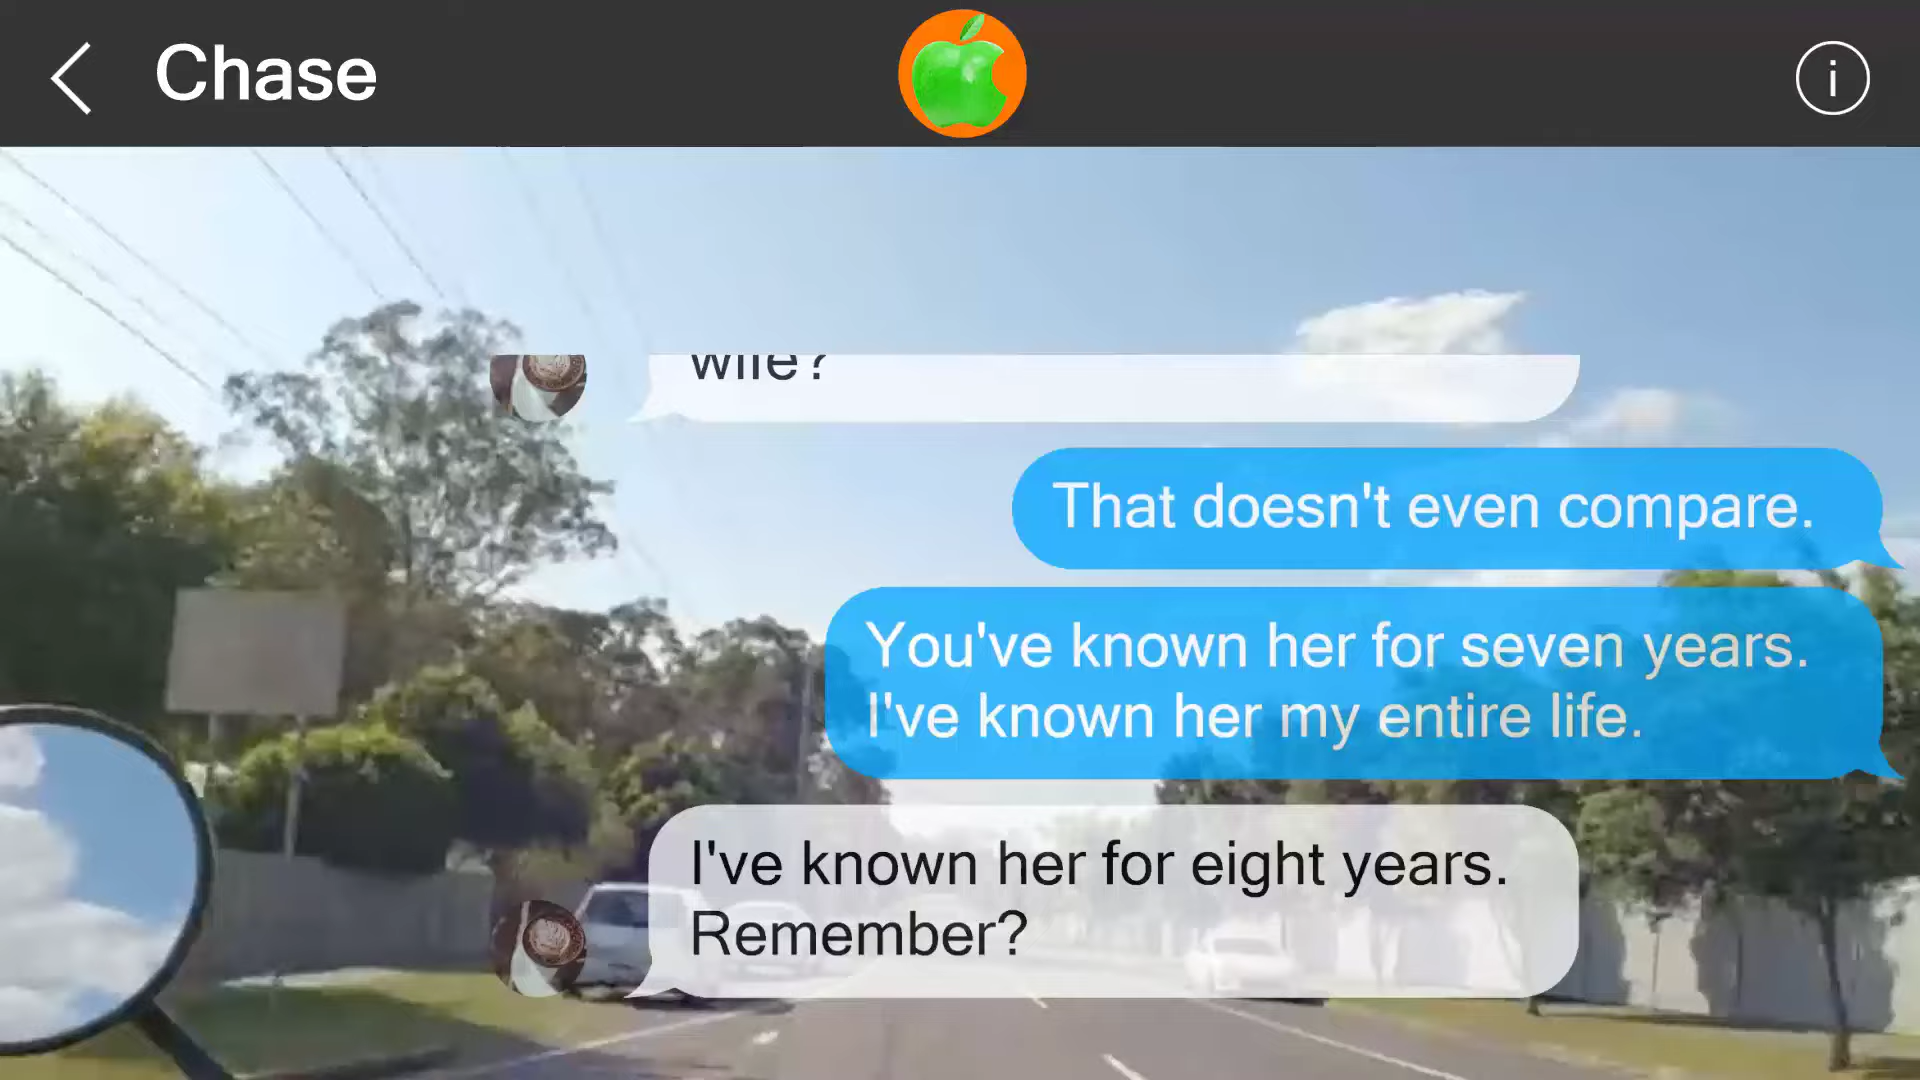 Chase
i
wife?
That doesn't even compare.
You've known her for seven years.
I've known her my entire life.
I've known her for eight years.
Remember?